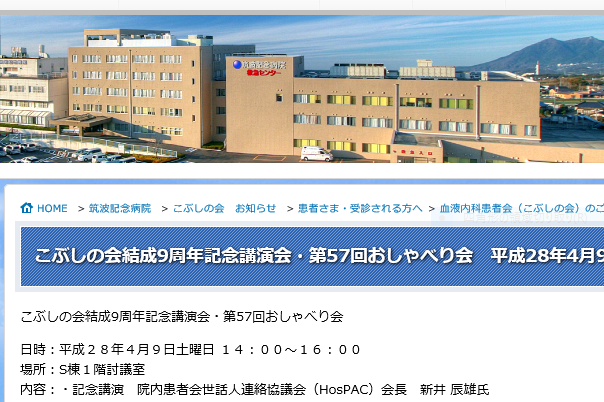 筑波記念病院
救急センター
HOME > 筑波記念病院 > こぶしの会 お知らせ > 患者さま・受診される方へ > 血液内科患者会（こぶしの会）のご
こぶしの会結成9周年記念講演会・第57回おしゃべり会 平成28年4月9
こぶしの会結成9周年記念講演会・第57回おしゃべり会
日時：平成２８年４月９日土曜日 １４：００～１６：００
場所：S棟１階討議室
内容：・記念講演 院内患者会世話人連絡協議会（HosPAC）会長 新井 辰雄氏